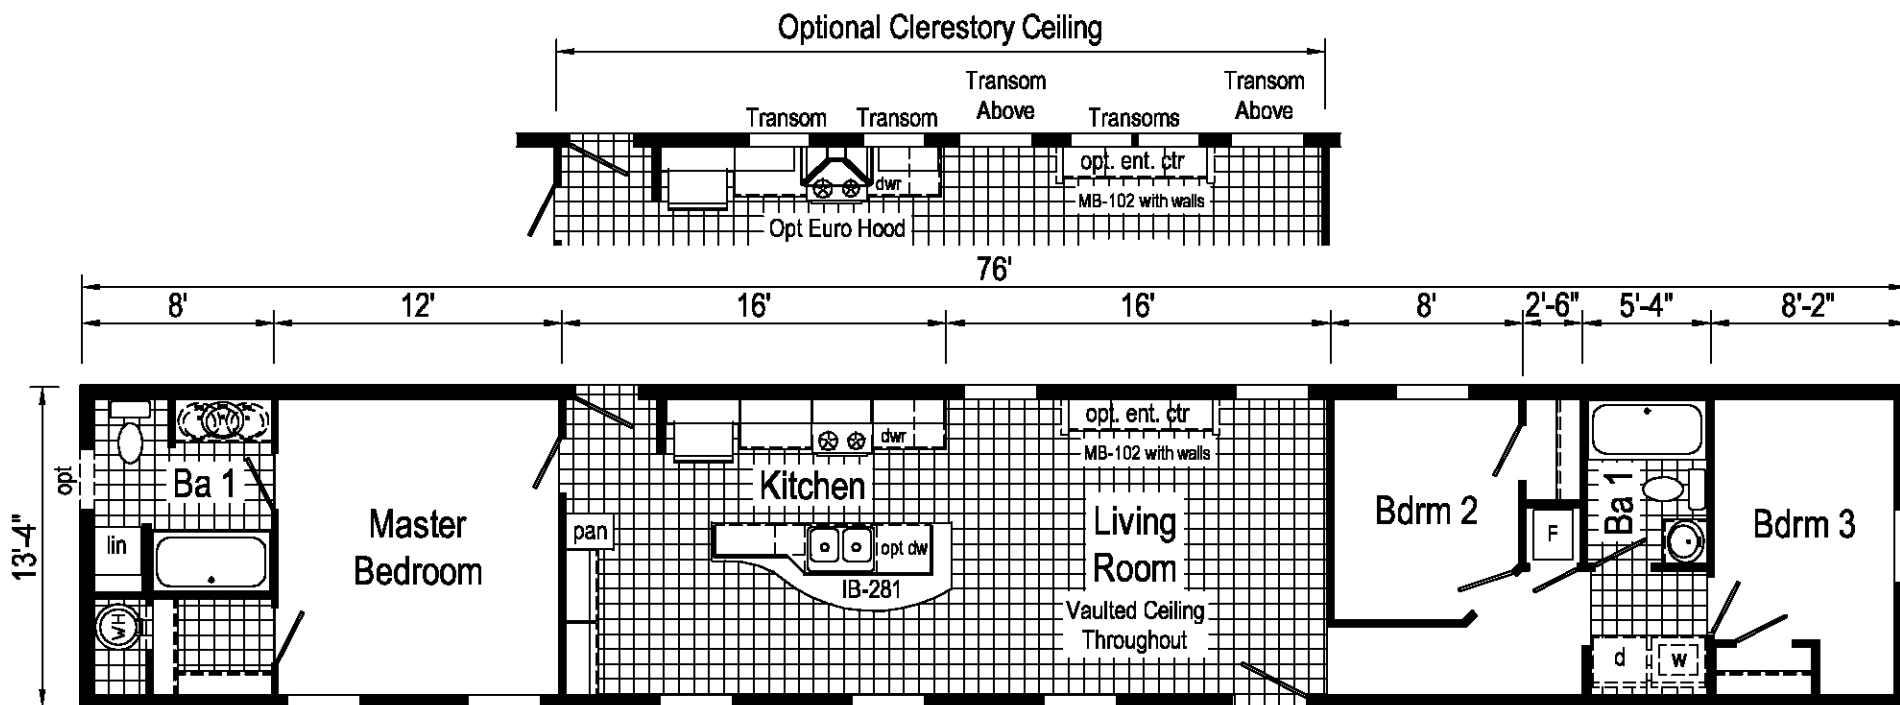 Optional Clerestory Ceiling
Transom
Above
Transom
Above
Transom
Transom
Transoms
opt. ent. ctr
dwr
MB-102 with walls
Opt Euro Hood
76'
8'
12'
16'
16'
8'
2'-6"
5'-4"
8'-2"
13'-4"
opt
Ba 1
lin
WH
Master
Bedroom
pan
dwr
Kitchen
opt dw
IB-281
opt. ent. ctr
MB-102 with walls
Living
Room
Vaulted Ceiling
Throughout
Bdrm 2
F
Ba 1
d
w
Bdrm 3